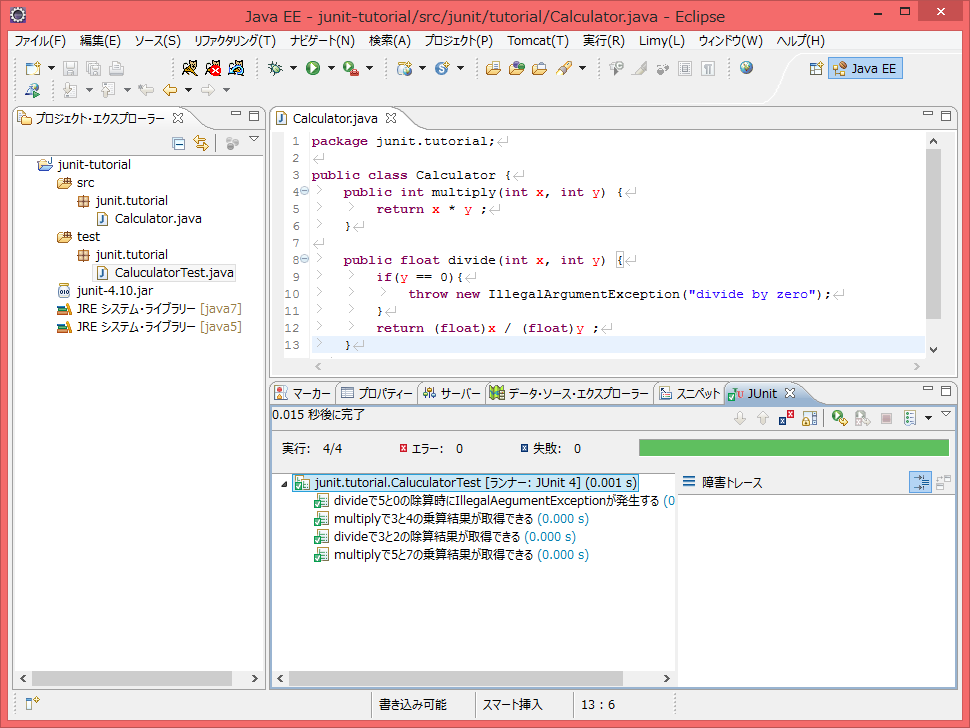 Java EE - junit-tutorial/src/junit/tutorial/Calculator.java - Eclipse
ファイル(F) 編集(E) ソース(S) リファクタリング(T) ナビゲート(N) 検索(A) プロジェクト(P) Tomcat(T) 実行(R) Limy(L) ウィンドウ(W) ヘルプ(H)
Java EE
プロジェクト・エクスプローラー
junit-tutorial
src
junit.tutorial
Calculator.java
test
junit.tutorial
CaluculatorTest.java
junit-4.10.jar
JRE システム・ライブラリー [java7]
JRE システム・ライブラリー [java5]
Calculator.java
1 package junit.tutorial;
2
3 public class Calculator {
4 public int multiply(int x, int y) {
5 return x * y ;
6 }
7
8 public float divide(int x, int y) {
9 if(y == 0){
10 throw new IllegalArgumentException("divide by zero");
11 }
12 return (float)x / (float)y ;
13 }
マーカー プロパティー サーバー データ・ソース・エクスプローラー スニペット JUnit
0.015 秒後に完了
実行: 4/4 エラー: 0 失敗: 0
junit.tutorial.CaluculatorTest [ランナー: JUnit 4] (0.001 s)
divideで5と0の除算時にIllegalAegumentExceptionが発生する (0
multiplyで3と4の乗算結果が取得できる (0.000 s)
divideで3と2の除算結果が取得できる (0.000 s)
multiplyで5と7の乗算結果が取得できる (0.000 s)
障害トレース
書き込み可能 スマート挿入 13 : 6